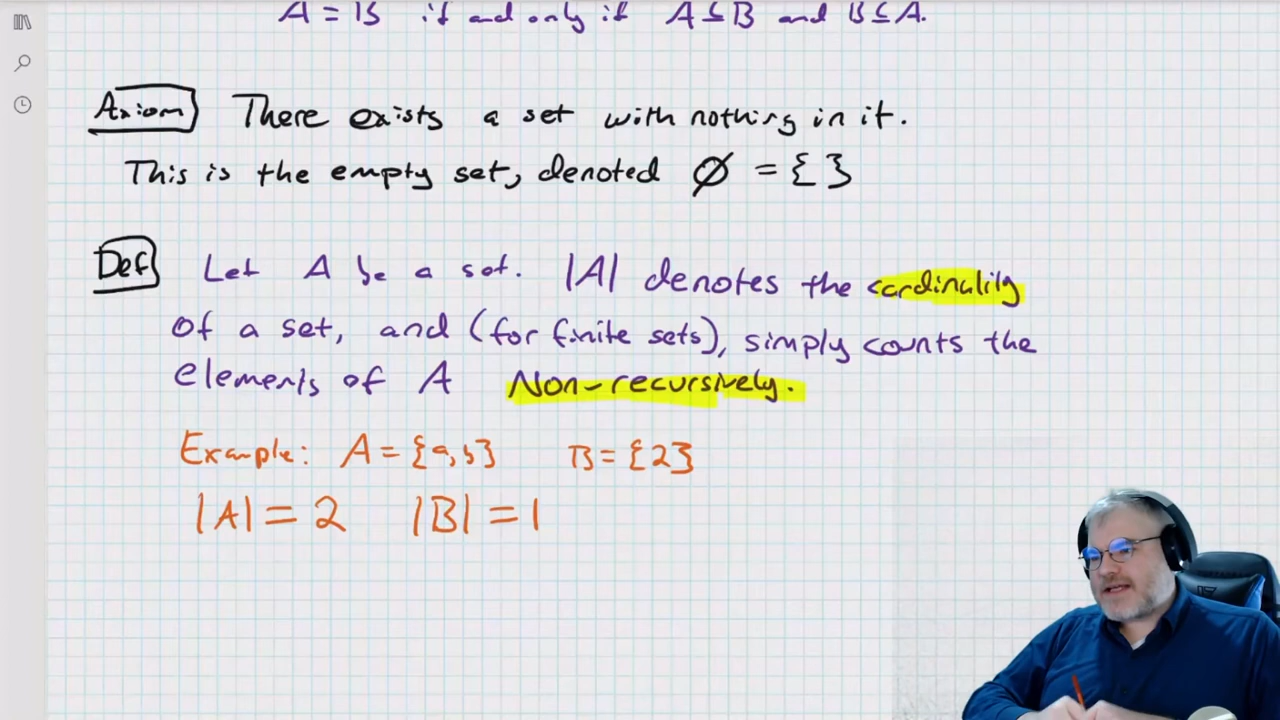 A = B if and only if A ⊆ B and B ⊆ A.
Axiom There exists a set with nothing in it.
This is the empty set, denoted ∅ = { }
Def Let A be a set. |A| denotes the cardinality
of a set, and (for finite sets), simply counts the
elements of A Non-recursively.
Example: A = {a,b} B = {2}
|A| = 2 |B| = 1